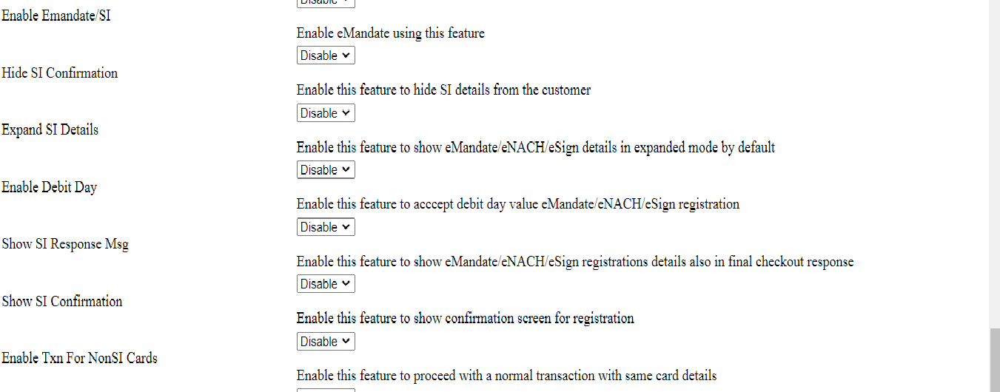 Disable
Enable Emandate/SI
Enable eMandate using this feature
Disable
Hide SI Confirmation
Enable this feature to hide SI details from the customer
Disable
Expand SI Details
Enable this feature to show eMandate/eNACH/eSign details in expanded mode by default
Disable
Enable Debit Day
Enable this feature to acccept debit day value eMandate/eNACH/eSign registration
Disable
Show SI Response Msg
Enable this feature to show eMandate/eNACH/eSign registrations details also in final checkout response
Disable
Show SI Confirmation
Enable this feature to show confirmation screen for registration
Disable
Enable Txn For NonSI Cards
Enable this feature to proceed with a normal transaction with same card details